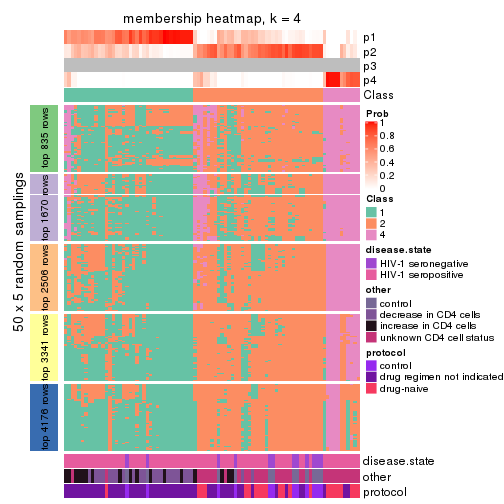 membership heatmap, k = 4
p1
p2
p3
p4
Class
50 x 5 random samplings
top 835 rows
rows
top 1670
top 2506 rows
top 3341 rows
top 4176 rows
Prob
1
0.8
0.6
0.4
0.2
0
Class
1
2
4
disease.state
HIV-1 seronegative
HIV-1 seropositive
other
control
decrease in CD4 cells
increase in CD4 cells
unknown CD4 cell status
protocol
control
drug regimen not indicated
drug-naive
disease.state
other
protocol